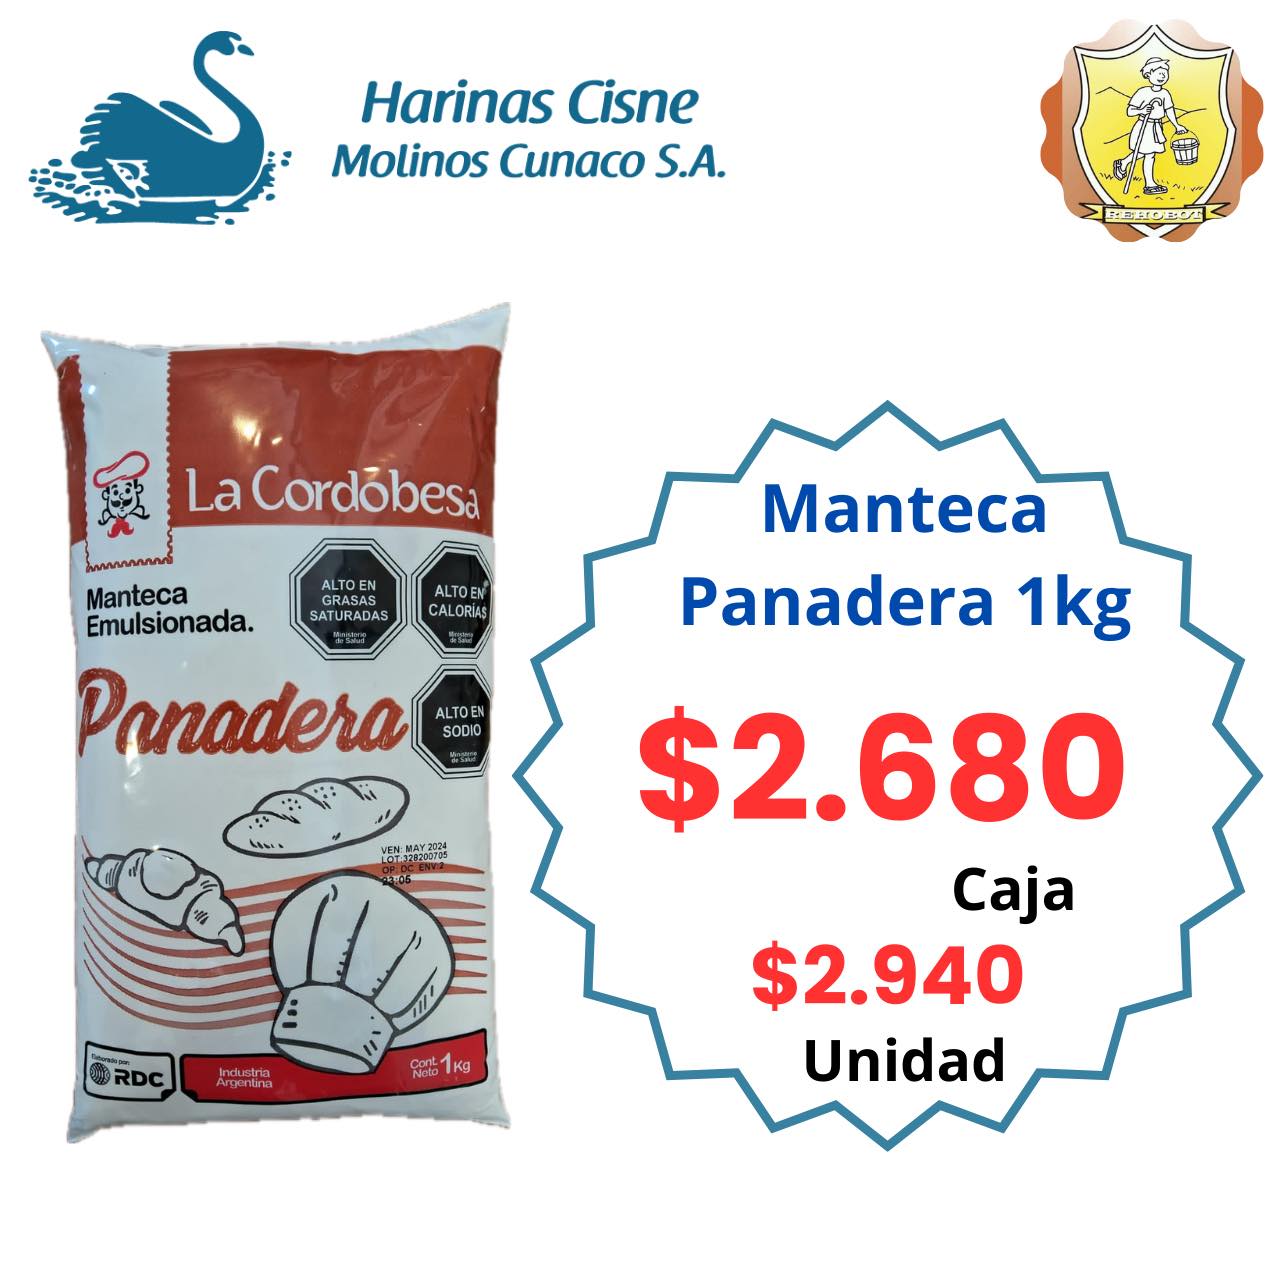 Harinas Cisne
Molinos Cunaco S.A.
REHOBOT
La Cordobesa
Manteca
Emulsionada.
ALTO EN
GRASAS
SATURADAS
Ministerio
de Salud
ALTO EN
CALORÍAS
Ministerio
de Salud
Panadera
ALTO EN
SODIO
Ministerio
de Salud
VEN: MAY 2024
LOT:328200705
OP: DC ENV:2
23:05
Elaborado por:
RDC
Industria
Argentina
Cont.
Neto 1Kg
Manteca
Panadera 1kg
$2.680
Caja
$2.940
Unidad